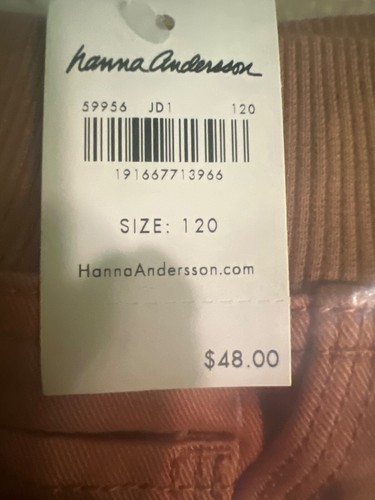 hanna Andersson
59956 JD1 120
191667713966
SIZE: 120
HannaAndersson.com
$48.00